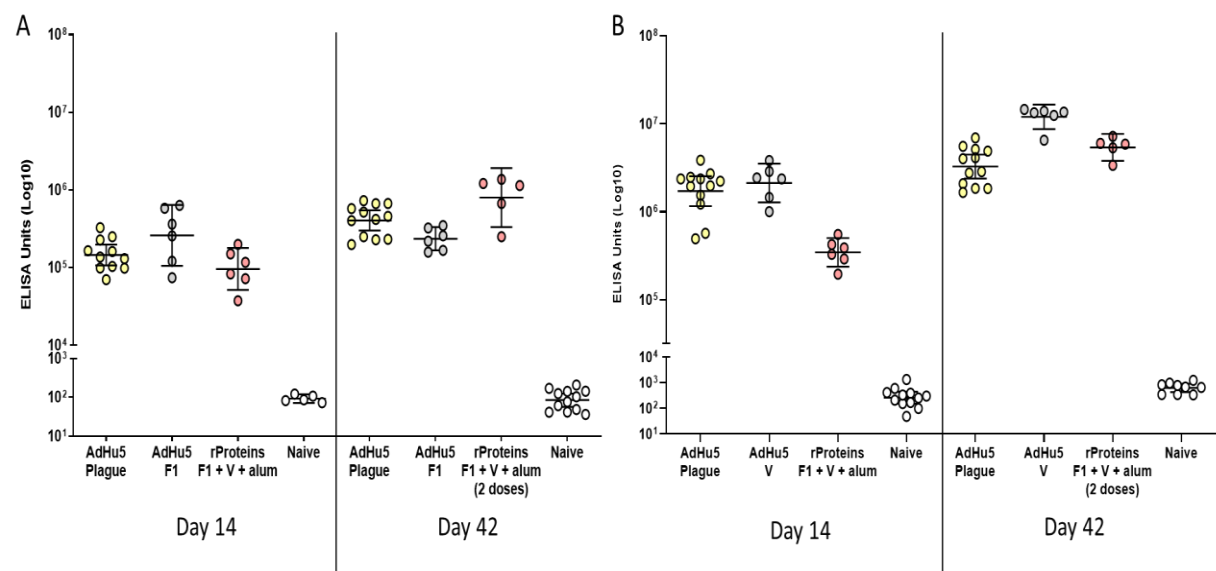 A
ELISA Units (Log10)
10⁸
10⁷
10⁶
10⁵
10⁴
10³
10²
10¹
AdHu5 AdHu5 rProteins Naive AdHu5 AdHu5 rProteins Naive
Plague F1 F1 + V + alum Plague F1 F1 + V + alum
(2 doses)
Day 14 Day 42
B
ELISA Units (Log10)
10⁸
10⁷
10⁶
10⁵
10⁴
10³
10²
10¹
AdHu5 AdHu5 rProteins Naive AdHu5 AdHu5 rProteins Naive
Plague V F1 + V + alum Plague V F1 + V + alum
(2 doses)
Day 14 Day 42